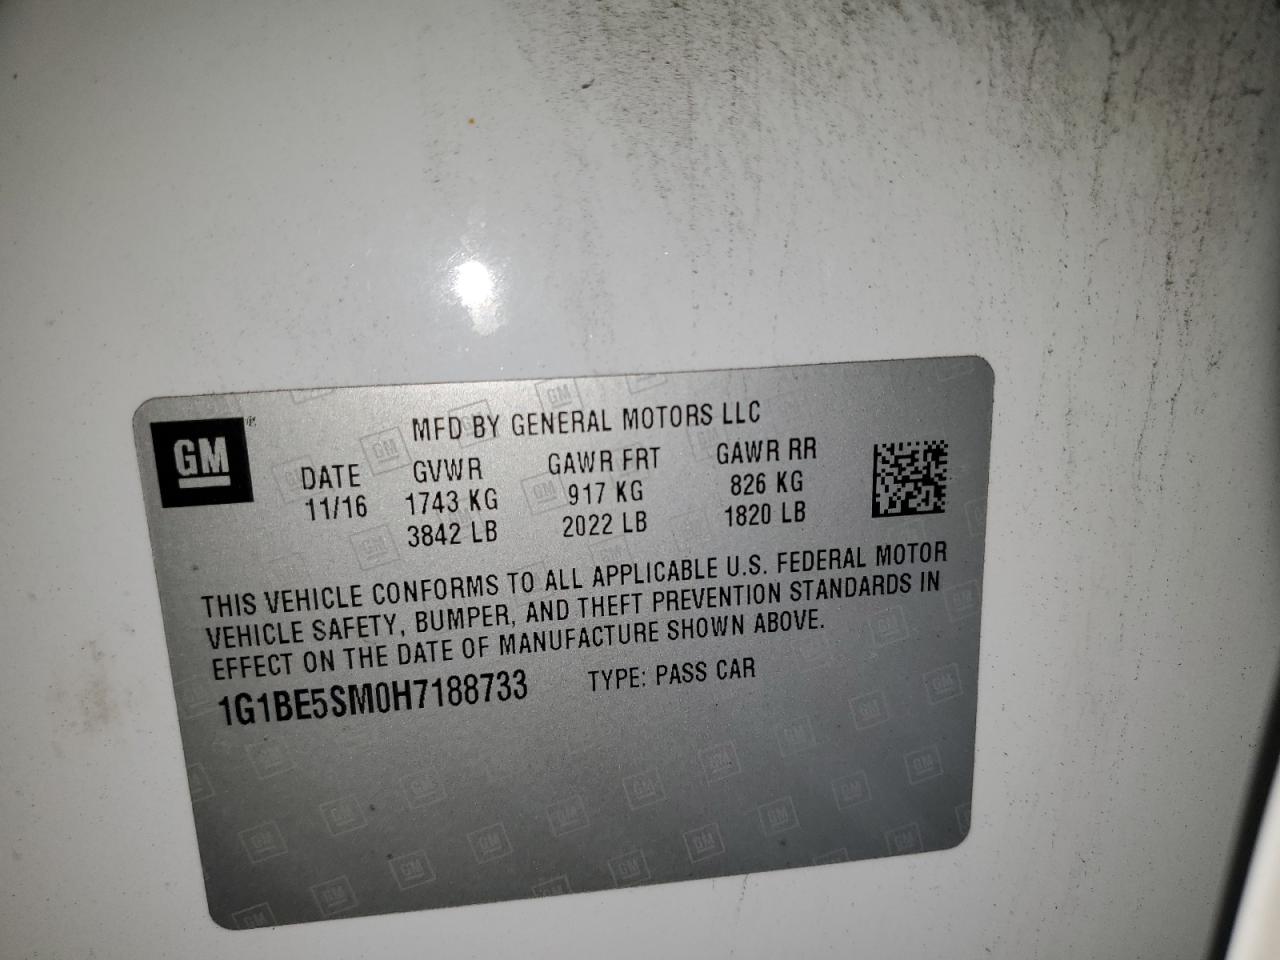 GM
MFD BY GENERAL MOTORS LLC
DATE GVWR GAWR FRT GAWR RR
11/16 1743 KG 917 KG 826 KG
3842 LB 2022 LB 1820 LB
THIS VEHICLE CONFORMS TO ALL APPLICABLE U.S. FEDERAL MOTOR
VEHICLE SAFETY, BUMPER, AND THEFT PREVENTION STANDARDS IN
EFFECT ON THE DATE OF MANUFACTURE SHOWN ABOVE.
1G1BE5SM0H7188733 TYPE: PASS CAR